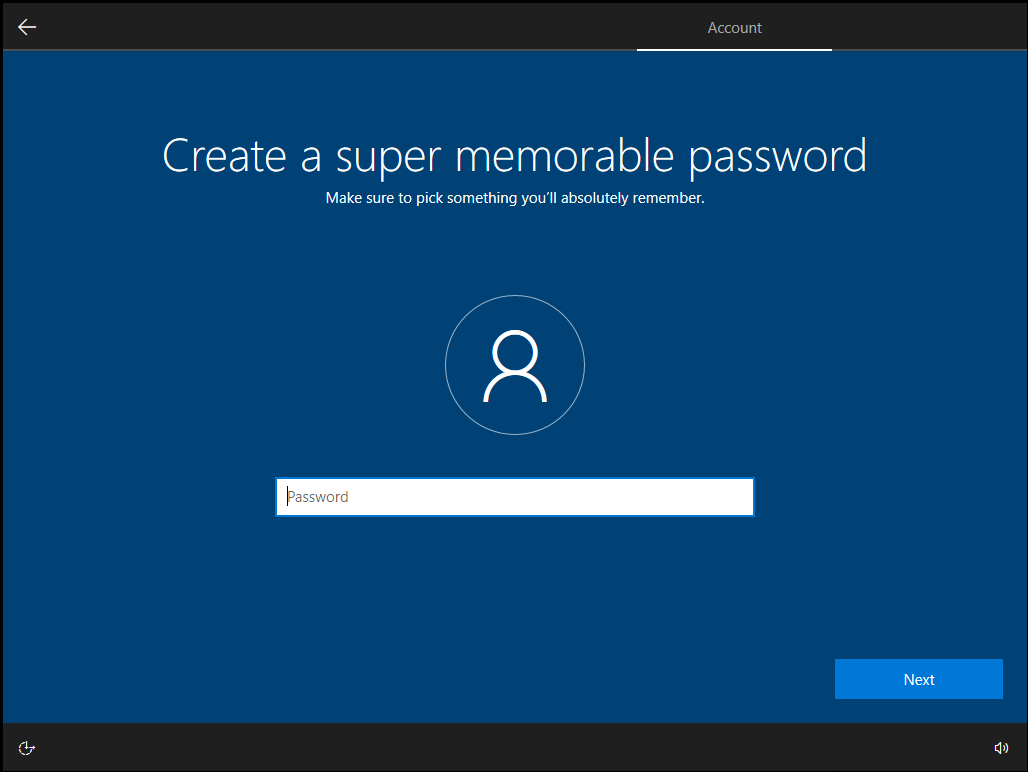 Account
Create a super memorable password
Make sure to pick something you’ll absolutely remember.
Password
Next